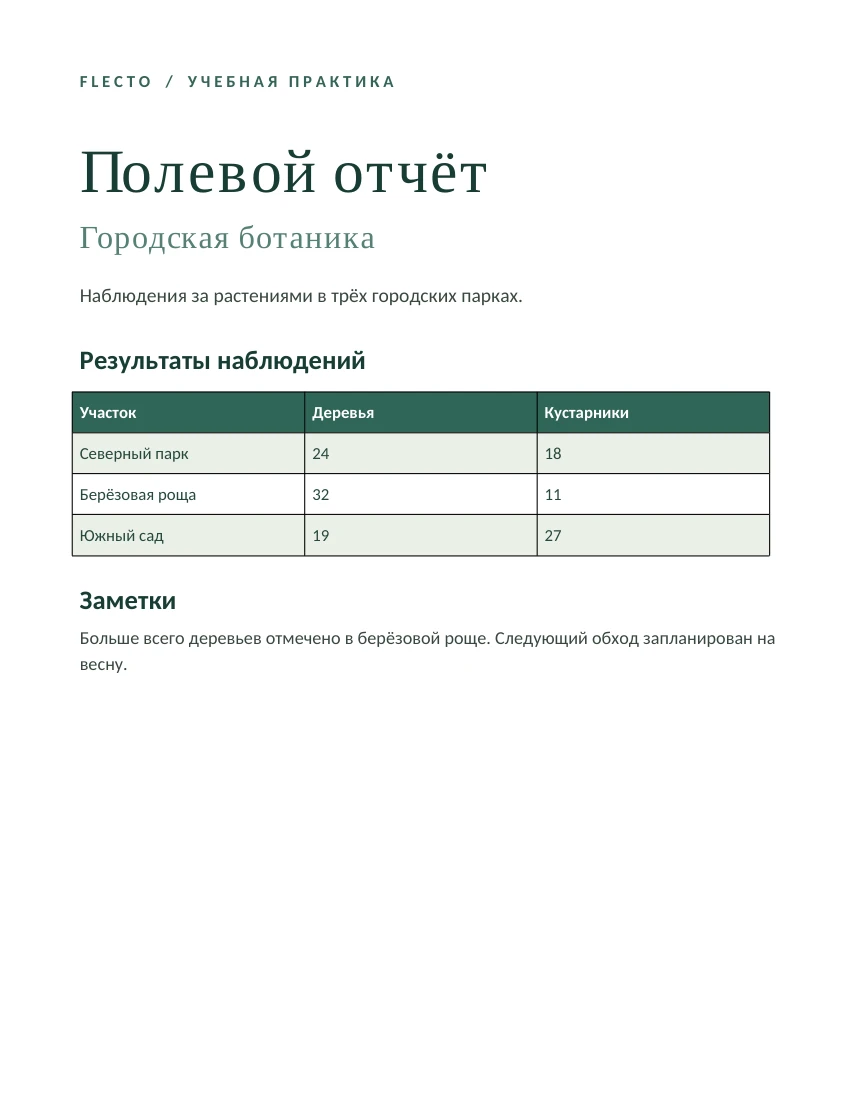 FLECTO / УЧЕБНАЯ ПРАКТИКА
Полевой отчёт
Городская ботаника
Наблюдения за растениями в трёх городских парках.
Результаты наблюдений
Участок Деревья Кустарники
Северный парк 24 18
Берёзовая роща 32 11
Южный сад 19 27
Заметки
Больше всего деревьев отмечено в берёзовой роще. Следующий обход запланирован на
весну.